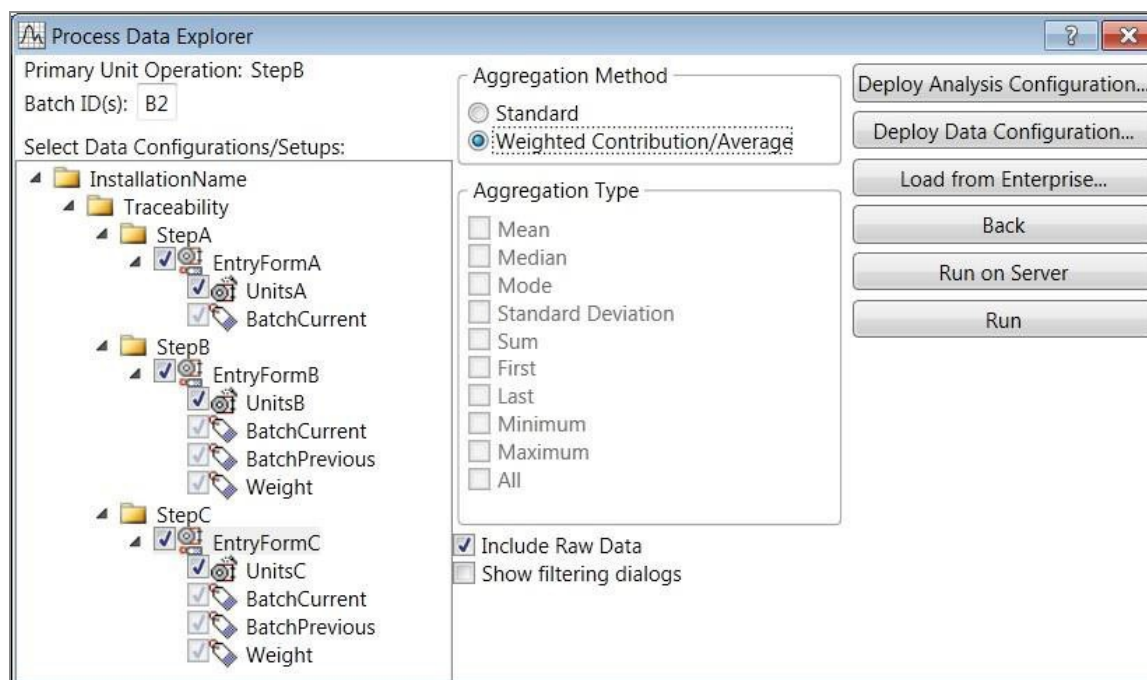 Process Data Explorer
Primary Unit Operation: StepB
Batch ID(s): B2
Select Data Configurations/Setups:
InstallationName
Traceability
StepA
EntryFormA
UnitsA
BatchCurrent
StepB
EntryFormB
UnitsB
BatchCurrent
BatchPrevious
Weight
StepC
EntryFormC
UnitsC
BatchCurrent
BatchPrevious
Weight
Aggregation Method
Standard
Weighted Contribution/Average
Aggregation Type
Mean
Median
Mode
Standard Deviation
Sum
First
Last
Minimum
Maximum
All
Include Raw Data
Show filtering dialogs
Deploy Analysis Configuration...
Deploy Data Configuration...
Load from Enterprise...
Back
Run on Server
Run